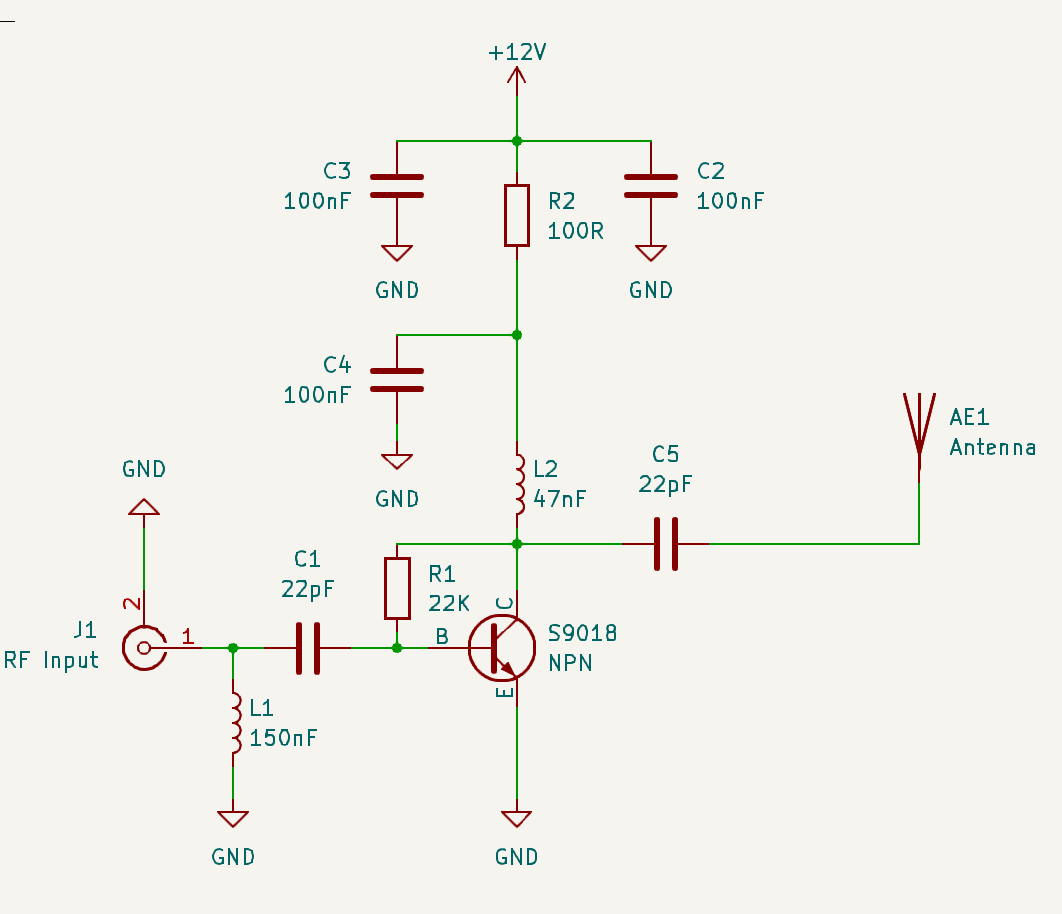 +12V
C3
100nF
R2
100R
C2
100nF
GND
GND
C4
100nF
GND
L2
47nF
C5
22pF
AE1
Antenna
GND
C1
22pF
R1
22K
2
J1
RF Input
1
B
C
E
S9018
NPN
L1
150nF
GND
GND